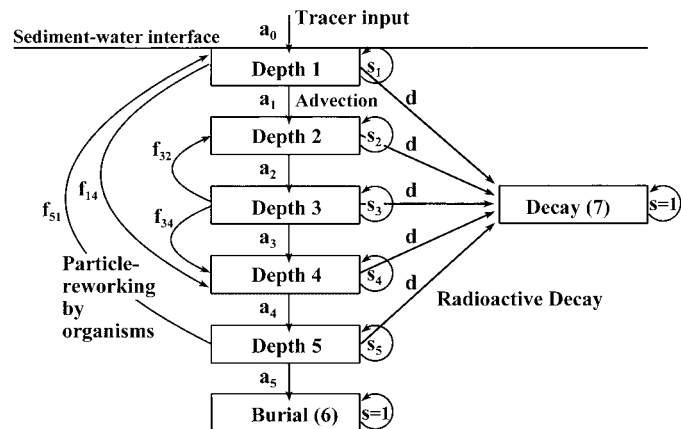 Tracer input
a0
Sediment-water interface
Depth 1
s1
a1
Advection
d
Depth 2
s2
d
f32
a2
d
Depth 3
s3
Decay (7)
s=1
f51
f14
f34
a3
d
Particle-
reworking
by
organisms
Depth 4
s4
d
a4
Radioactive Decay
Depth 5
s5
a5
Burial (6)
s=1